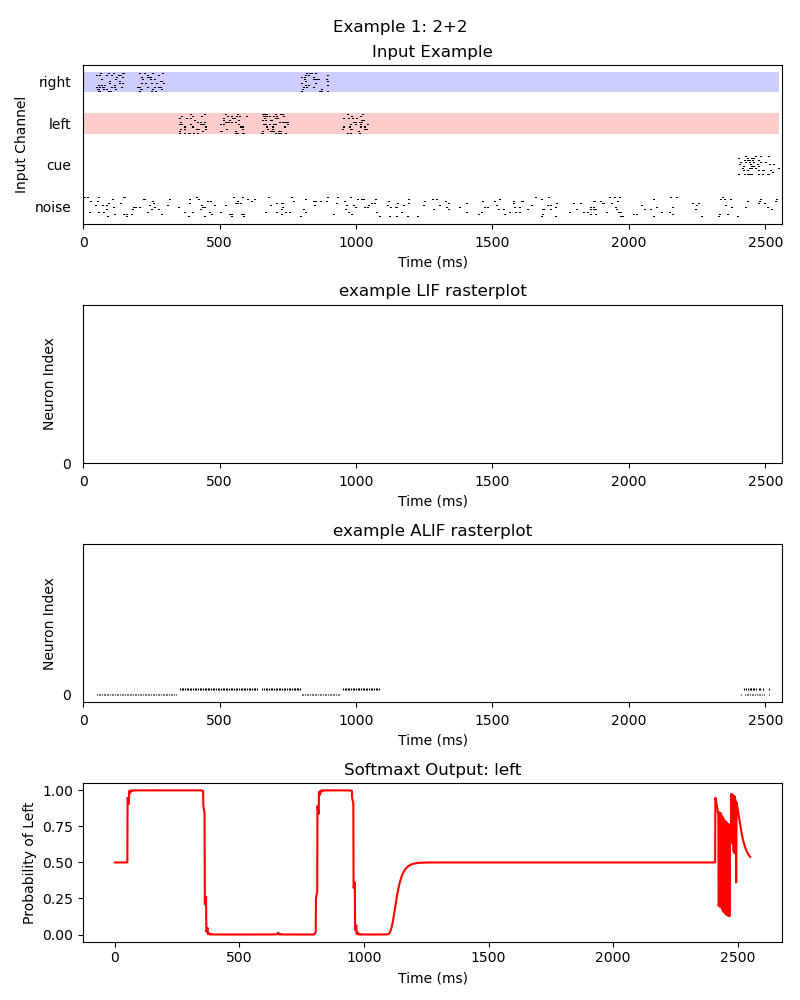 Example 1: 2+2
Input Example
right
left
cue
noise
Input Channel
0 500 1000 1500 2000 2500
Time (ms)
example LIF rasterplot
Neuron Index
0
0 500 1000 1500 2000 2500
Time (ms)
example ALIF rasterplot
Neuron Index
0
0 500 1000 1500 2000 2500
Time (ms)
Softmaxt Output: left
Probability of Left
1.00
0.75
0.50
0.25
0.00
0 500 1000 1500 2000 2500
Time (ms)